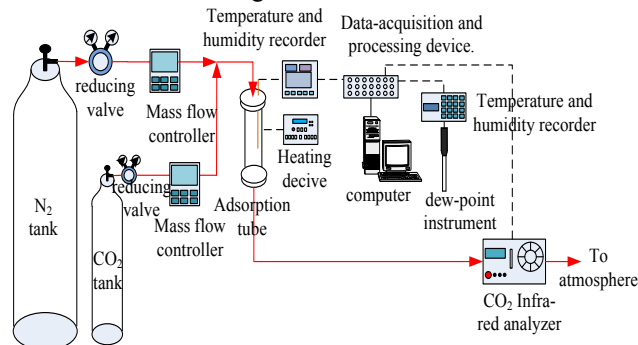 Temperature and
humidity recorder
Data-acquisition and
processing device.
reducing
valve
Mass flow
controller
Temperature and
humidity recorder
Heating
decive
computer
dew-point
instrument
reducing
valve
Mass flow
controller
Adsorption
tube
N2
tank
CO2
tank
To
atmosphere
CO2 Infra-
red analyzer